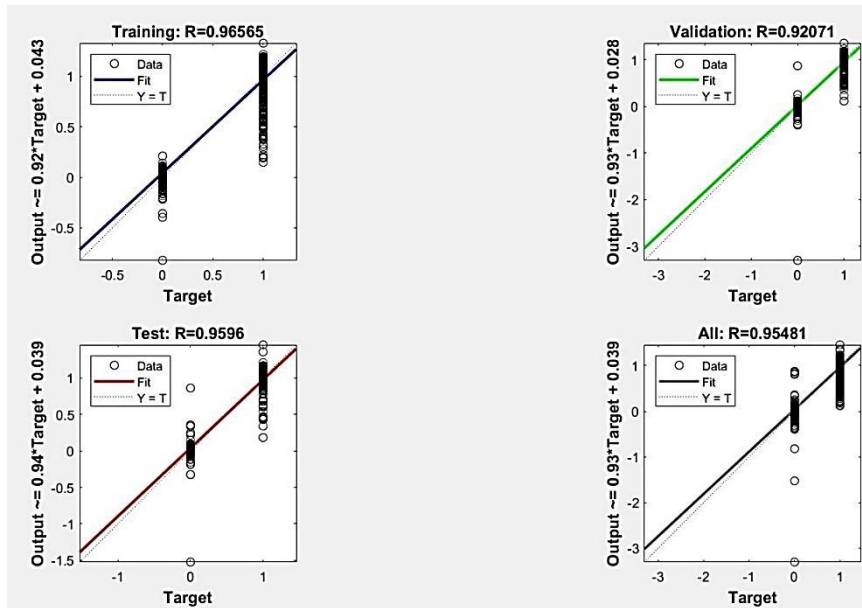 Training: R=0.96565
Output ~= 0.92*Target + 0.043
Data
Fit
Y = T
1
0.5
0
-0.5
-0.5 0 0.5 1
Target
Validation: R=0.92071
Output ~= 0.93*Target + 0.028
Data
Fit
Y = T
1
0
-1
-2
-3
-3 -2 -1 0 1
Target
Test: R=0.9596
Output ~= 0.94*Target + 0.039
Data
Fit
Y = T
1
0.5
0
-0.5
-1
-1.5
-1 0 1
Target
All: R=0.95481
Output ~= 0.93*Target + 0.039
Data
Fit
Y = T
1
0
-1
-2
-3
-3 -2 -1 0 1
Target